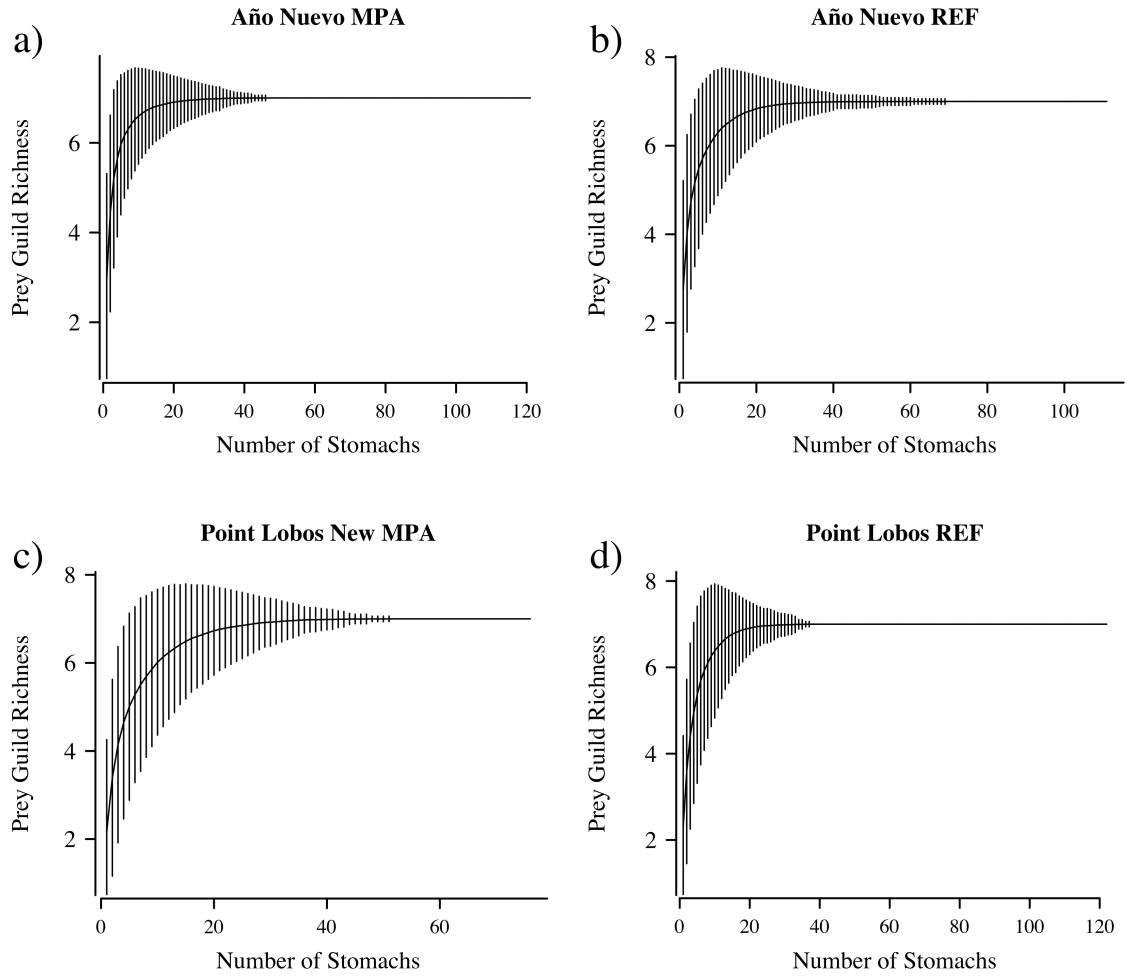 Año Nuevo MPA
a)
6
4
2
Prey Guild Richness
0 20 40 60 80 100 120
Number of Stomachs
Año Nuevo REF
b)
8
6
4
2
Prey Guild Richness
0 20 40 60 80 100
Number of Stomachs
Point Lobos New MPA
c)
8
6
4
2
Prey Guild Richness
0 20 40 60
Number of Stomachs
Point Lobos REF
d)
8
6
4
2
Prey Guild Richness
0 20 40 60 80 100 120
Number of Stomachs